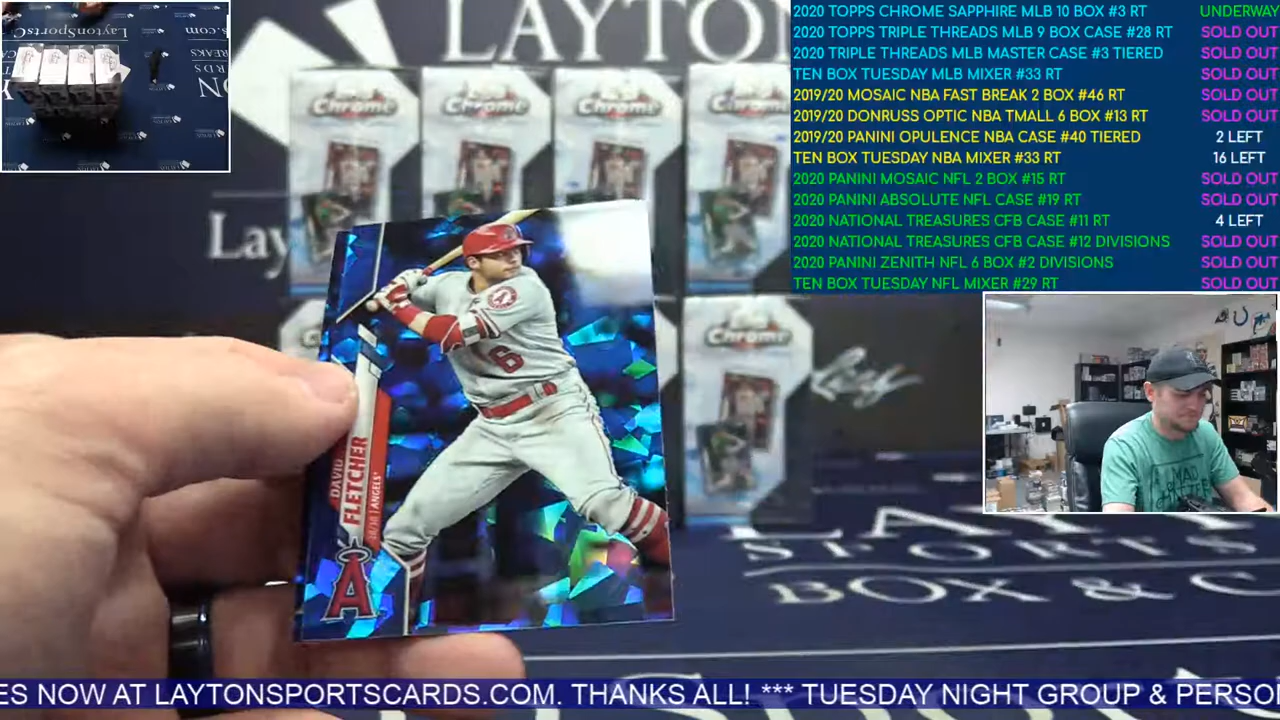 LaytonSportsC
LAYTON
2020 TOPPS CHROME SAPPHIRE MLB 10 BOX #3 RT UNDERWAY
2020 TOPPS TRIPLE THREADS MLB 9 BOX CASE #28 RT SOLD OUT
2020 TRIPLE THREADS MLB MASTER CASE #3 TIERED SOLD OUT
TEN BOX TUESDAY MLB MIXER #33 RT SOLD OUT
2019/20 MOSAIC NBA FAST BREAK 2 BOX #46 RT SOLD OUT
2019/20 DONRUSS OPTIC NBA TMALL 6 BOX #13 RT SOLD OUT
2019/20 PANINI OPULENCE NBA CASE #40 TIERED 2 LEFT
TEN BOX TUESDAY NBA MIXER #33 RT 16 LEFT
2020 PANINI MOSAIC NFL 2 BOX #15 RT SOLD OUT
2020 PANINI ABSOLUTE NFL CASE #19 RT SOLD OUT
2020 NATIONAL TREASURES CFB CASE #11 RT 4 LEFT
2020 NATIONAL TREASURES CFB CASE #12 DIVISIONS SOLD OUT
2020 PANINI ZENITH NFL 6 BOX #2 DIVISIONS SOLD OUT
TEN BOX TUESDAY NFL MIXER #29 RT SOLD OUT
Chrome
Chrome
Chrome
Chrome
Lay
Chrome
6
DAVID
FLETCHER
2B/3B | ANGELS
A
MAD
LAYT
SPORTS
BOX & C
ES NOW AT LAYTONSPORTSCARDS.COM. THANKS ALL! *** TUESDAY NIGHT GROUP & PERSO